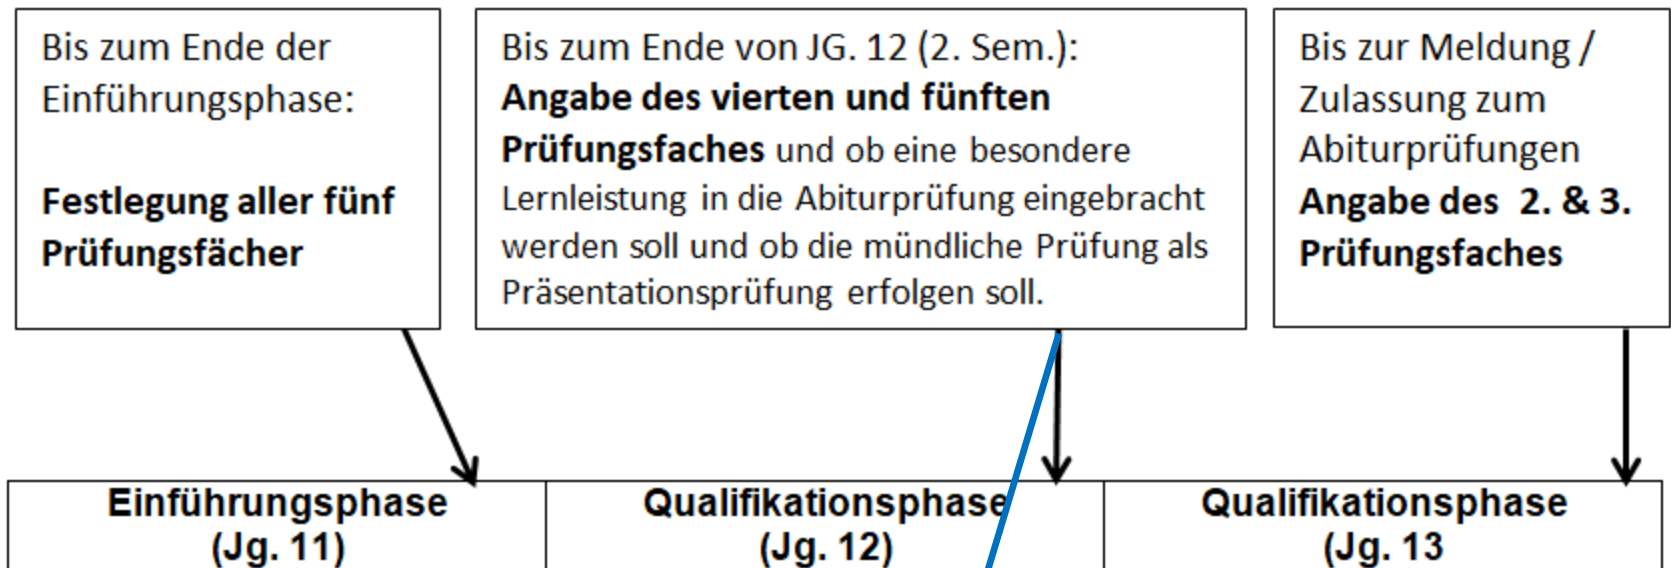 Bis zum Ende der
Einführungsphase:
Festlegung aller fünf
Prüfungsfächer
Bis zum Ende von JG. 12 (2. Sem.):
Angabe des vierten und fünften
Prüfungsfaches und ob eine besondere
Lernleistung in die Abiturprüfung eingebracht
werden soll und ob die mündliche Prüfung als
Präsentationsprüfung erfolgen soll.
Bis zur Meldung /
Zulassung zum
Abiturprüfungen
Angabe des 2. & 3.
Prüfungsfaches
Einführungsphase
(Jg. 11)
Qualifikationsphase
(Jg. 12)
Qualifikationsphase
(Jg. 13